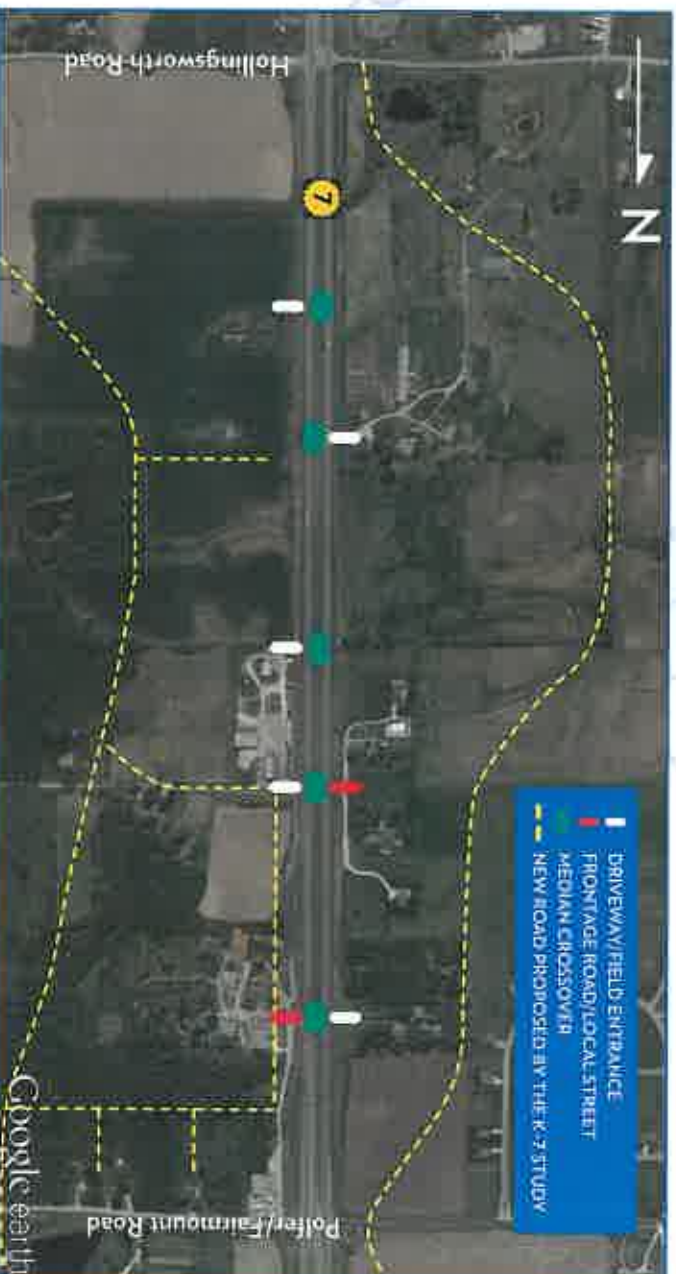 Hollingsworth Road
7
N
DRIVEWAY/FIELD ENTRANCE
FRONTAGE ROAD/LOCAL STREET
MEDIAN CROSSOVER
NEW ROAD PROPOSED BY THE K-7 STUDY
Polfer/Fairmount Road
Google earth